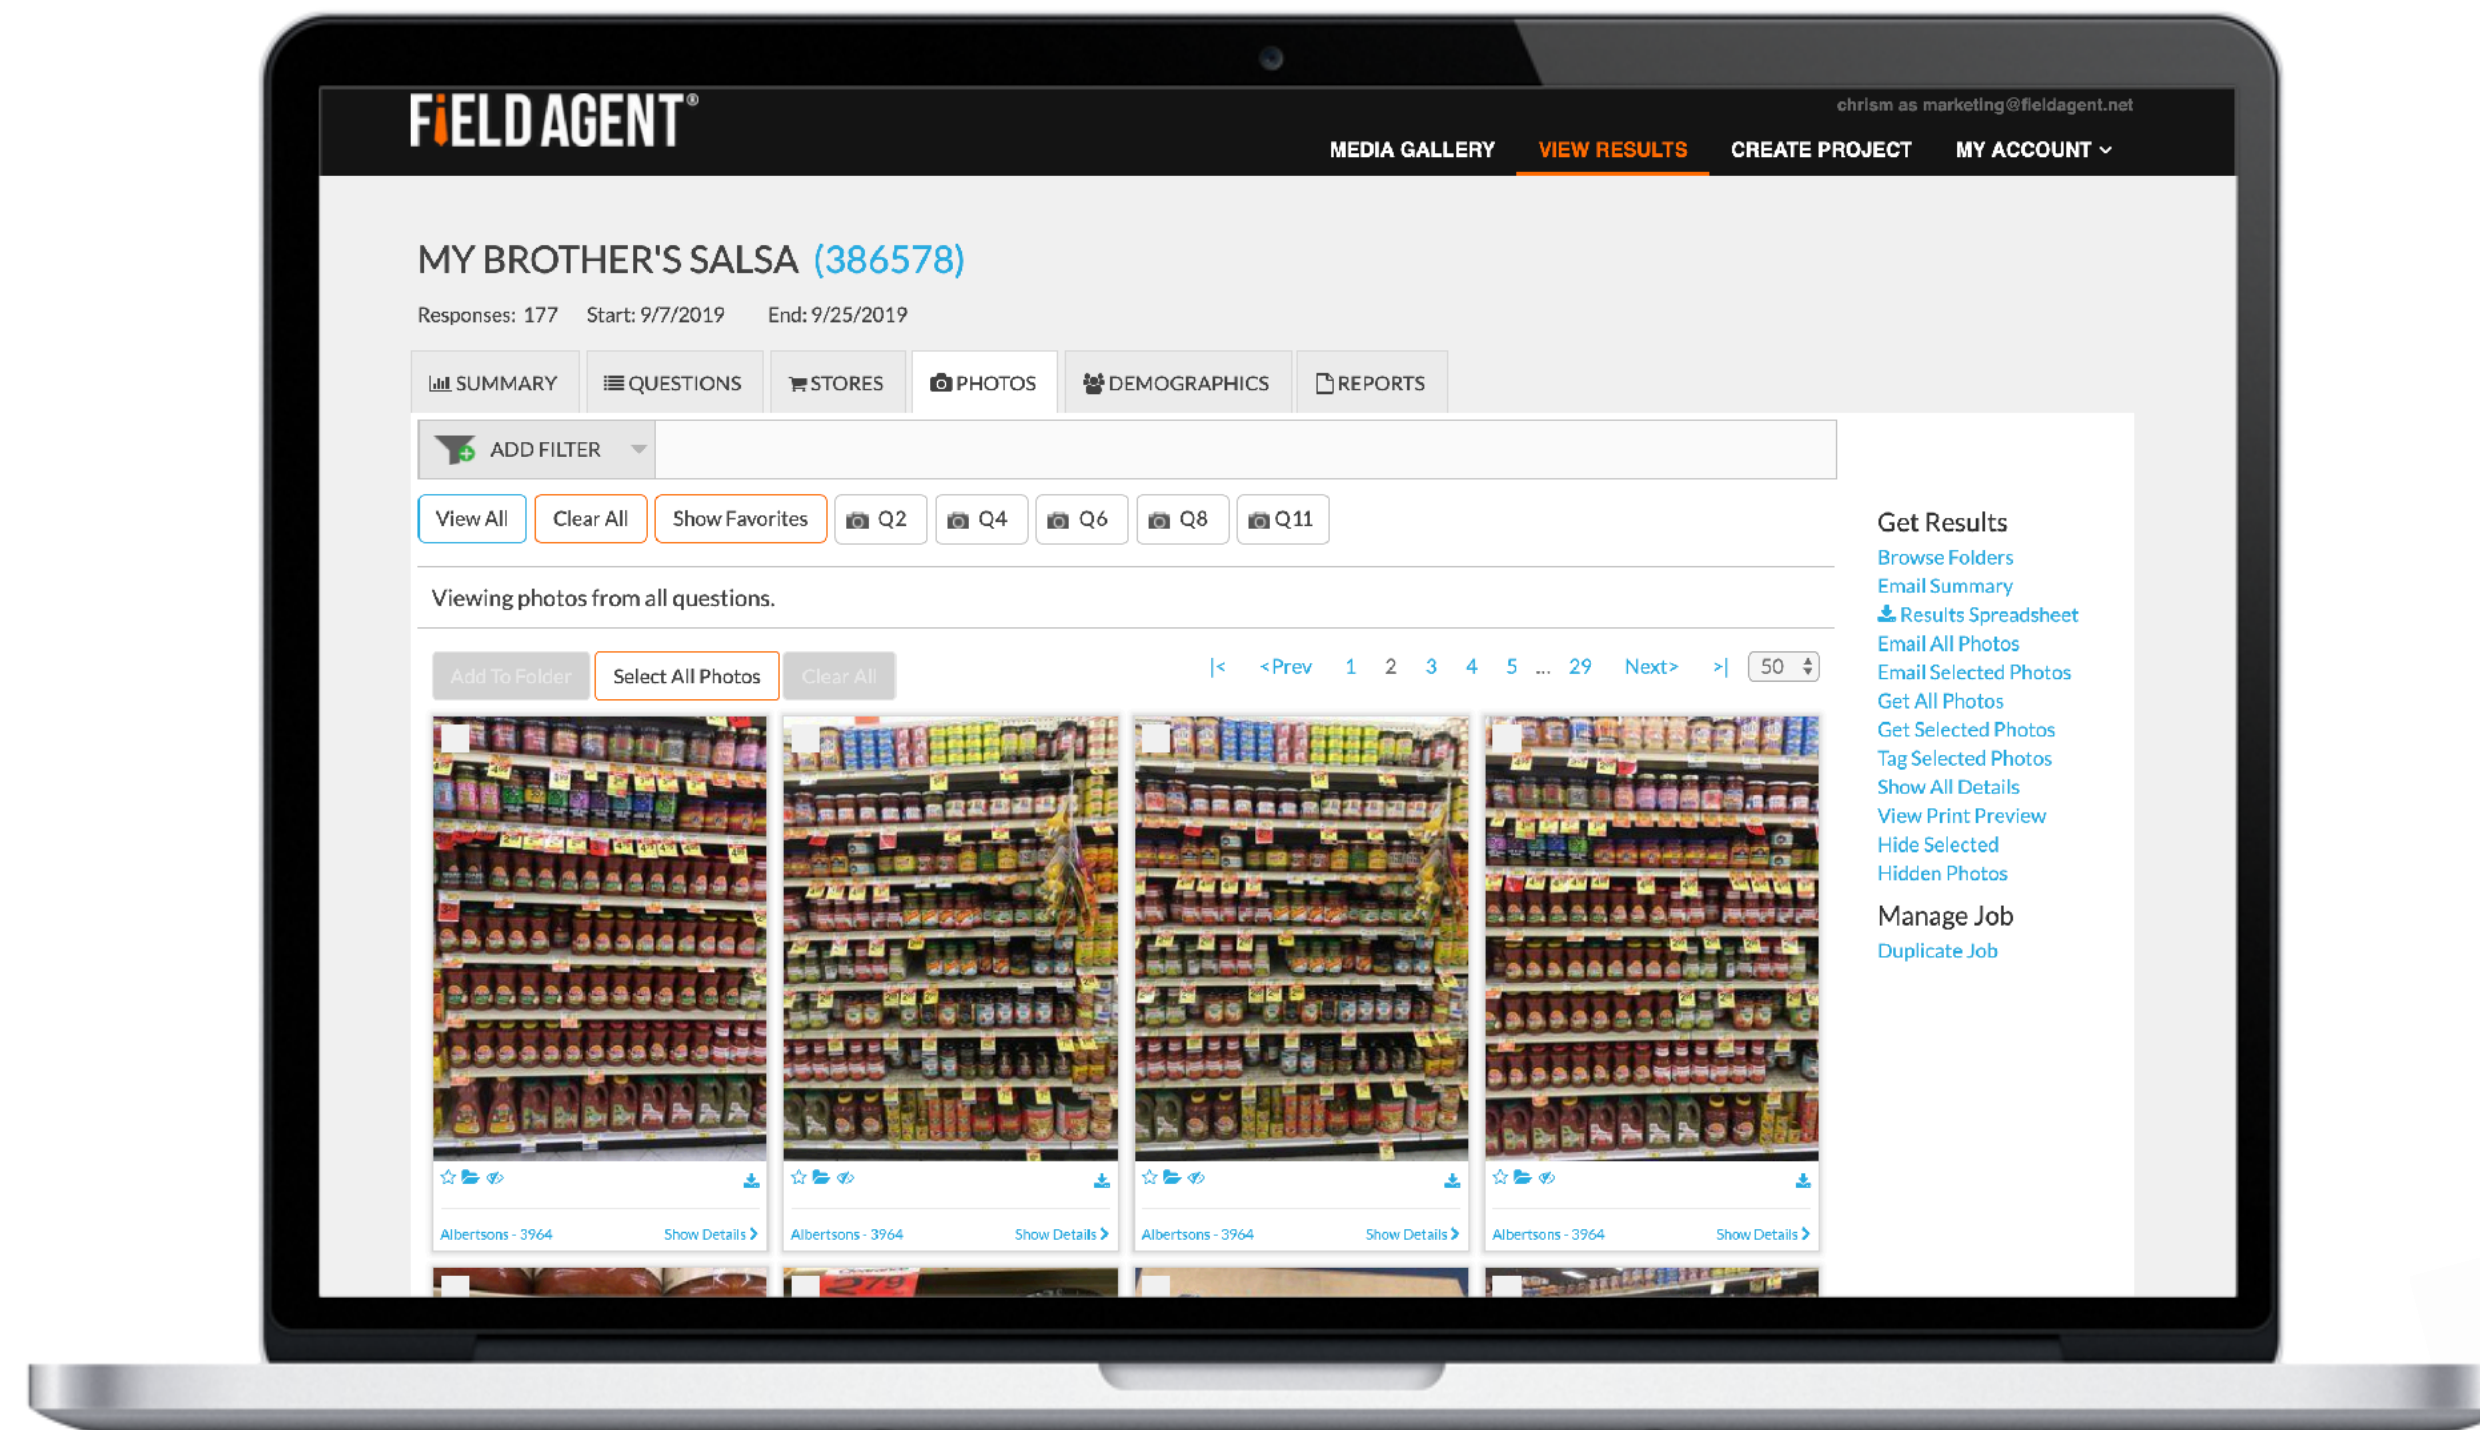 FiELD AGENT®
chrism as marketing@fieldagent.net
MEDIA GALLERY VIEW RESULTS CREATE PROJECT MY ACCOUNT
MY BROTHER'S SALSA (386578)
Responses: 177 Start: 9/7/2019 End: 9/25/2019
SUMMARY QUESTIONS STORES PHOTOS DEMOGRAPHICS REPORTS
ADD FILTER
View All Clear All Show Favorites Q2 Q4 Q6 Q8 Q11
Viewing photos from all questions.
Add To Folder Select All Photos Clear All |< <Prev 1 2 3 4 5 ... 29 Next> >| 50
Albertsons - 3964 Show Details
Albertsons - 3964 Show Details
Albertsons - 3964 Show Details
Albertsons - 3964 Show Details
279
Get Results
Browse Folders
Email Summary
Results Spreadsheet
Email All Photos
Email Selected Photos
Get All Photos
Get Selected Photos
Tag Selected Photos
Show All Details
View Print Preview
Hide Selected
Hidden Photos
Manage Job
Duplicate Job